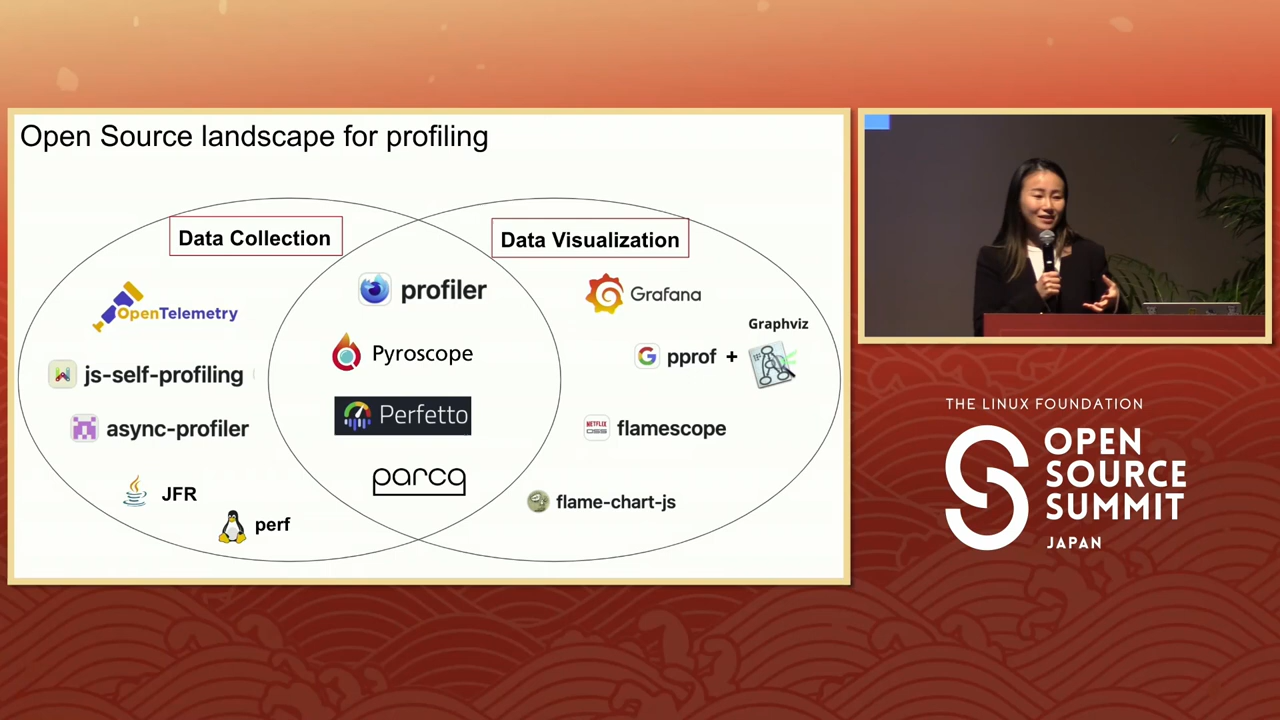 Open Source landscape for profiling
Data Collection
Data Visualization
OpenTelemetry
js-self-profiling
async-profiler
JFR
perf
profiler
Pyroscope
Perfetto
parca
Grafana
Graphviz
pprof +
NETFLIX
OSS
flamescope
flame-chart-js
THE LINUX FOUNDATION
OPEN
SOURCE
SUMMIT
JAPAN